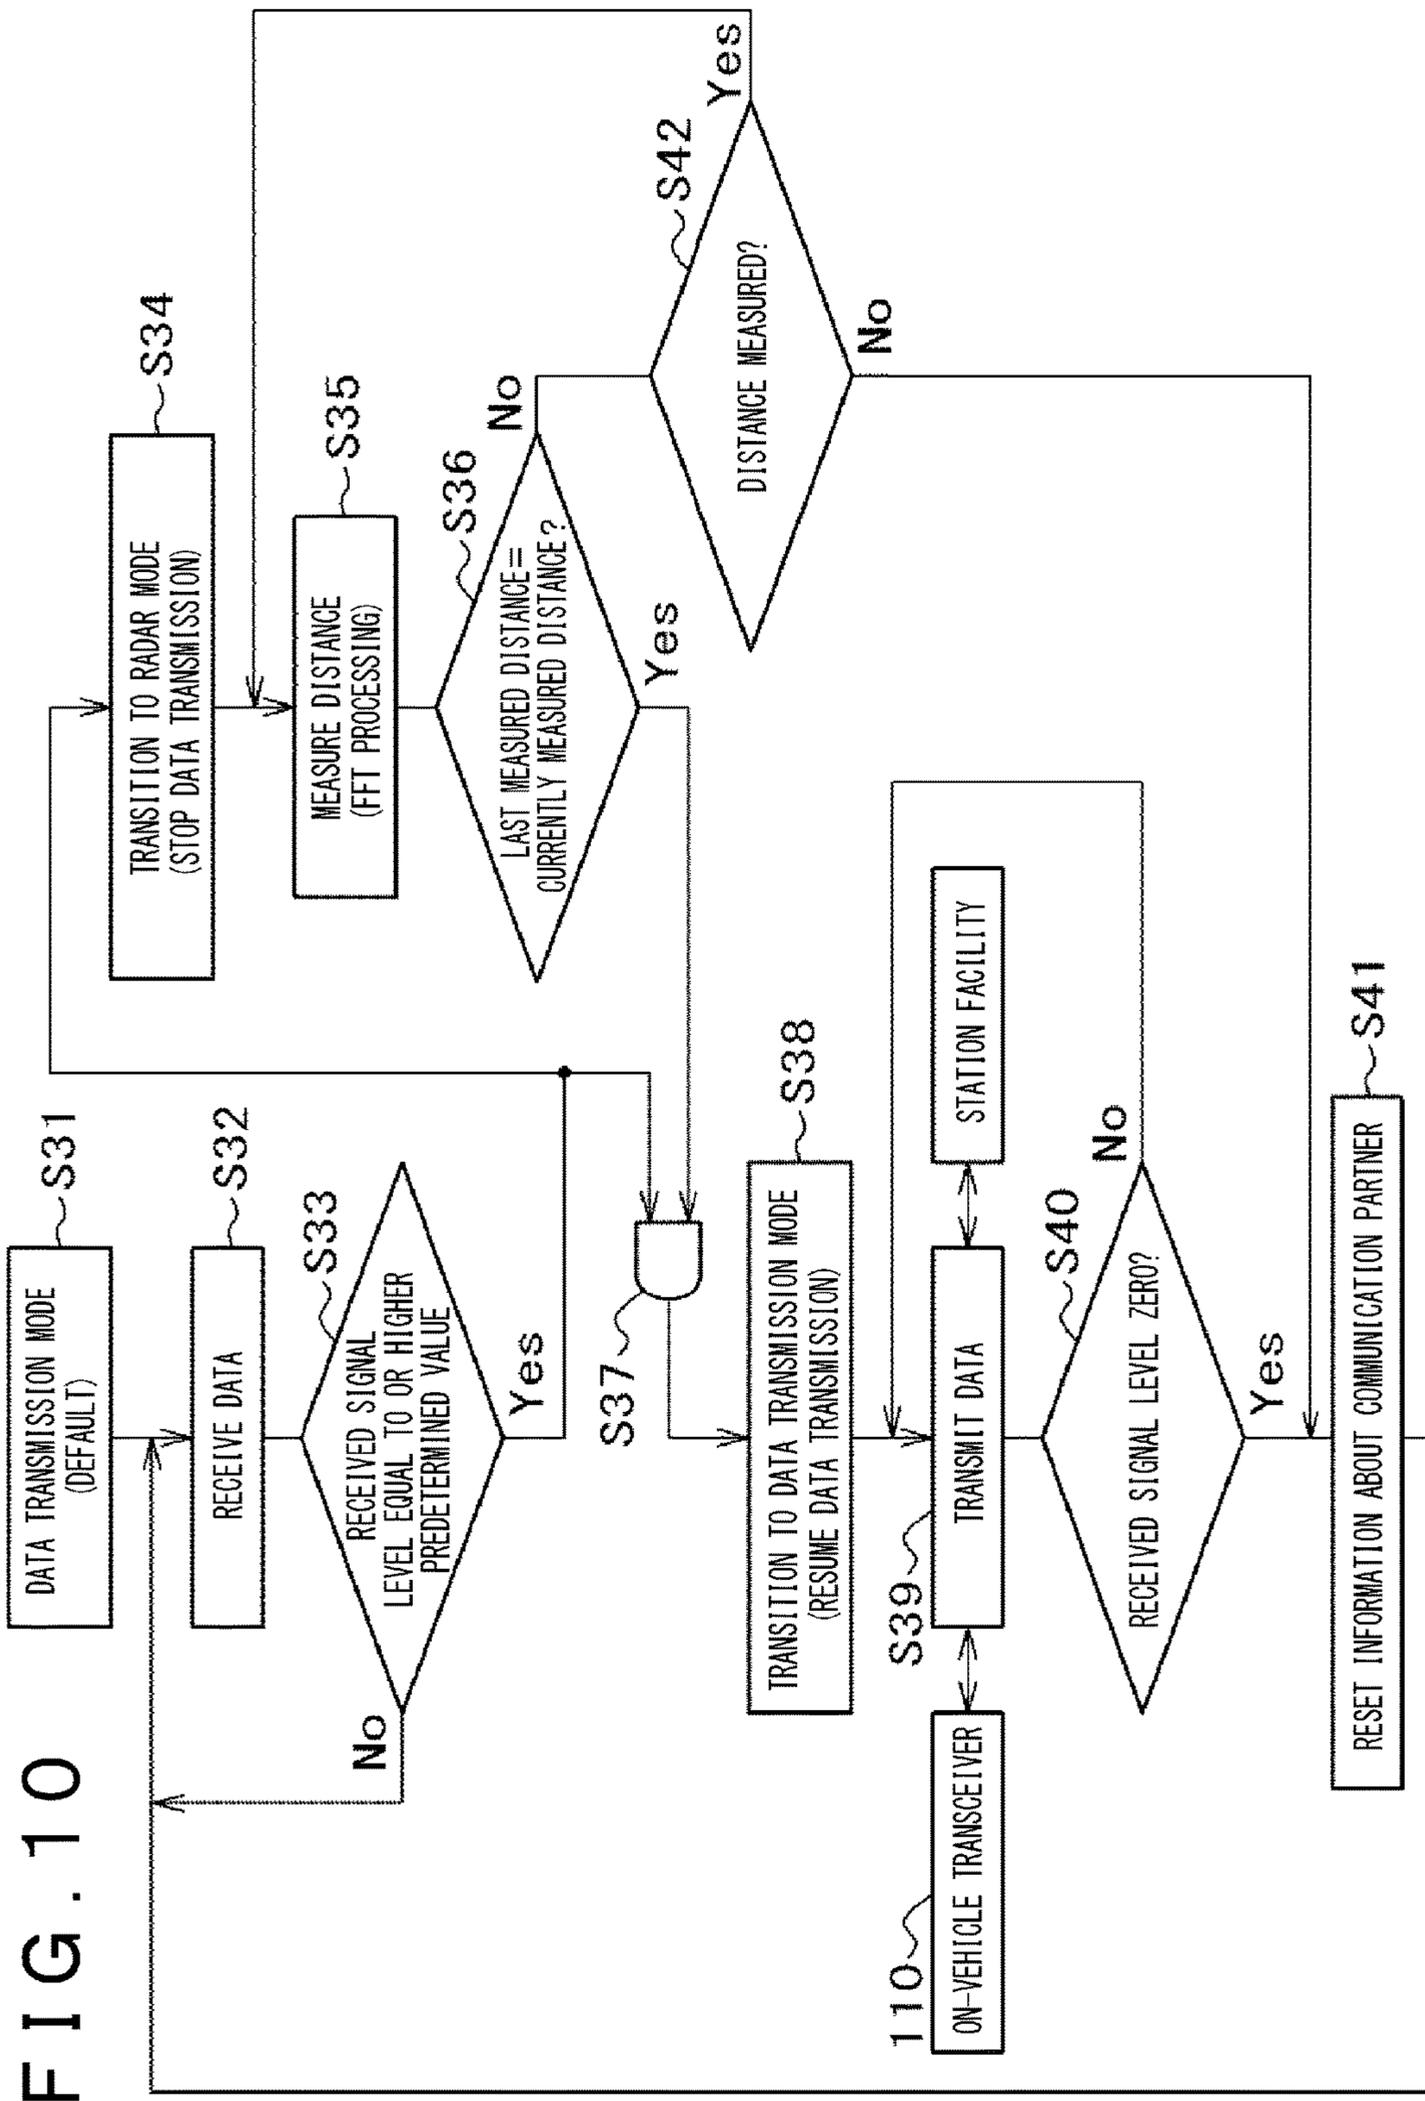 FIG.10
DATA TRANSMISSION MODE
(DEFAULT)
S31
RECEIVE DATA
S32
RECEIVED SIGNAL
LEVEL EQUAL TO OR HIGHER
PREDETERMINED VALUE
S33
No
Yes
TRANSITION TO RADAR MODE
(STOP DATA TRANSMISSION)
S34
MEASURE DISTANCE
(FFT PROCESSING)
S35
LAST MEASURED DISTANCE=
CURRENTLY MEASURED DISTANCE?
S36
No
Yes
DISTANCE MEASURED?
S42
Yes
No
S37
TRANSITION TO DATA TRANSMISSION MODE
(RESUME DATA TRANSMISSION)
S38
110
ON-VEHICLE TRANSCEIVER
S39
TRANSMIT DATA
STATION FACILITY
RECEIVED SIGNAL LEVEL ZERO?
S40
No
Yes
RESET INFORMATION ABOUT COMMUNICATION PARTNER
S41